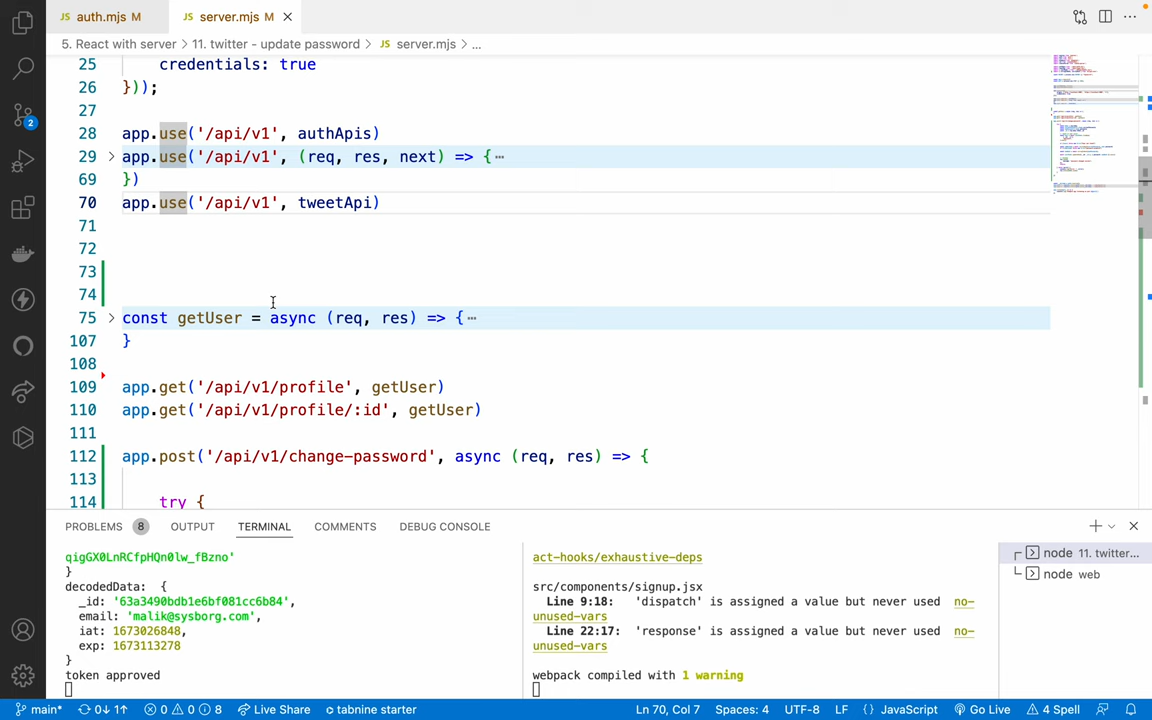 JS auth.mjs M
JS server.mjs M
5. React with server > 11. twitter - update password > JS server.mjs > ...
25 credentials: true
26 }));
27
28 app.use('/api/v1', authApis)
29 app.use('/api/v1', (req, res, next) => {⋯
69 })
70 app.use('/api/v1', tweetApi)
71
72
73
74
75 const getUser = async (req, res) => {⋯
107 }
108
109 app.get('/api/v1/profile', getUser)
110 app.get('/api/v1/profile/:id', getUser)
111
112 app.post('/api/v1/change-password', async (req, res) => {
113
114 try {
2
PROBLEMS 8 OUTPUT TERMINAL COMMENTS DEBUG CONSOLE
qigGX0LnRCfpHQn0lw_fBzno'
}
decodedData: {
_id: '63a3490bdb1e6bf081cc6b84',
email: 'malik@sysborg.com',
iat: 1673026848,
exp: 1673113278
}
token approved
act-hooks/exhaustive-deps
src/components/signup.jsx
Line 9:18: 'dispatch' is assigned a value but never used no-
unused-vars
Line 22:17: 'response' is assigned a value but never used no-
unused-vars
webpack compiled with 1 warning
node 11. twitter...
node web
main* 0↓ 1↑ 0 0 8 Live Share tabnine starter Ln 70, Col 7 Spaces: 4 UTF-8 LF {} JavaScript Go Live 4 Spell